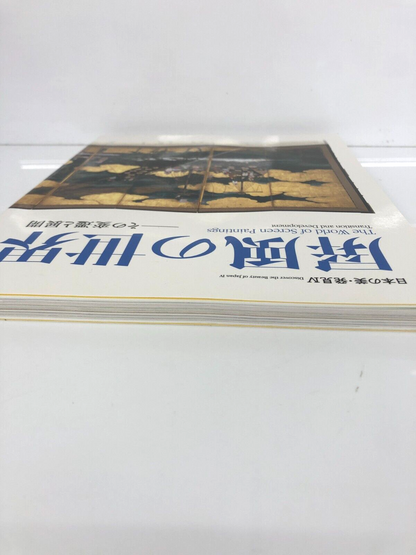 日本の美・発見Ⅳ Discover the Beauty of Japan Ⅳ
屏風の世界
The World of Screen Paintings
Transition and Development
その変遷と展開